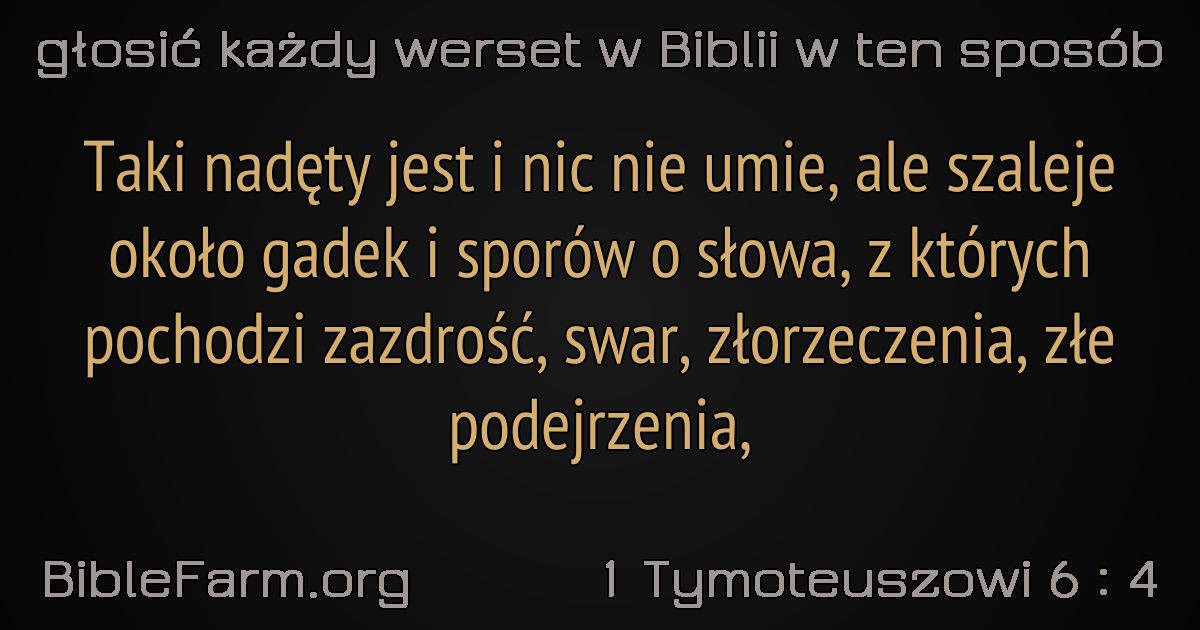 głosić każdy werset w Biblii w ten sposób
Taki nadęty jest i nic nie umie, ale szaleje
około gadek i sporów o słowa, z których
pochodzi zazdrość, swar, złorzeczenia, złe
podejrzenia,
BibleFarm.org
1 Tymoteuszowi 6 : 4